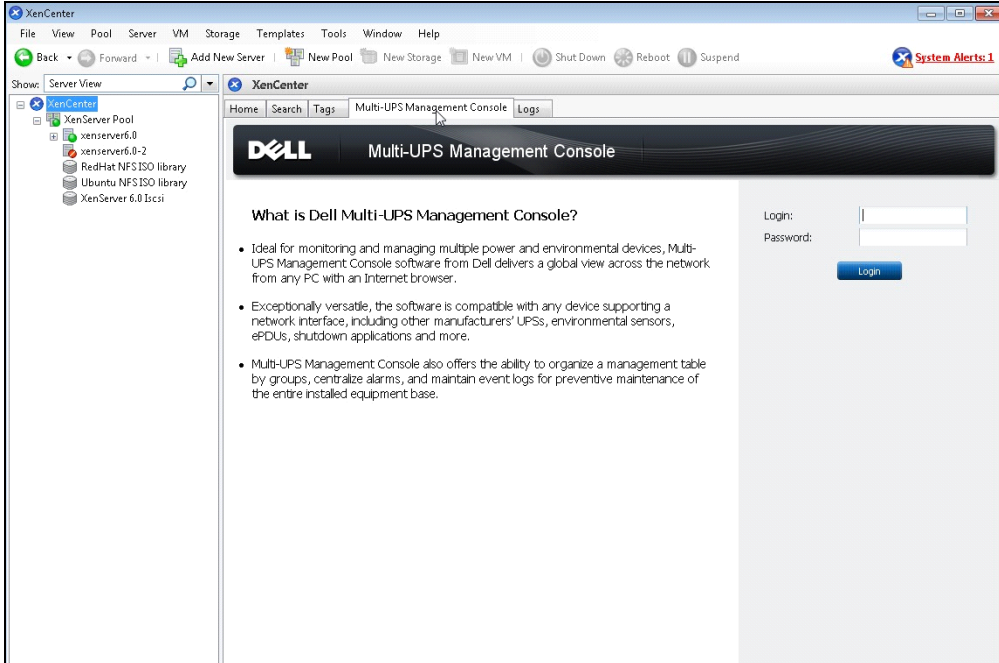 XenCenter
File View Pool Server VM Storage Templates Tools Window Help
Back Forward Add New Server New Pool New Storage New VM Shut Down Reboot Suspend System Alerts: 1
Show: Server View
XenCenter
XenCenter
XenServer Pool
xenserver6.0
xenserver6.0-2
RedHat NFS ISO library
Ubuntu NFS ISO library
XenServer 6.0 Iscsi
Home Search Tags Multi-UPS Management Console Logs
DELL Multi-UPS Management Console
What is Dell Multi-UPS Management Console?
• Ideal for monitoring and managing multiple power and environmental devices, Multi-
UPS Management Console software from Dell delivers a global view across the network
from any PC with an Internet browser.
• Exceptionally versatile, the software is compatible with any device supporting a
network interface, including other manufacturers' UPSs, environmental sensors,
ePDUs, shutdown applications and more.
• Multi-UPS Management Console also offers the ability to organize a management table
by groups, centralize alarms, and maintain event logs for preventive maintenance of
the entire installed equipment base.
Login:
Password:
Login